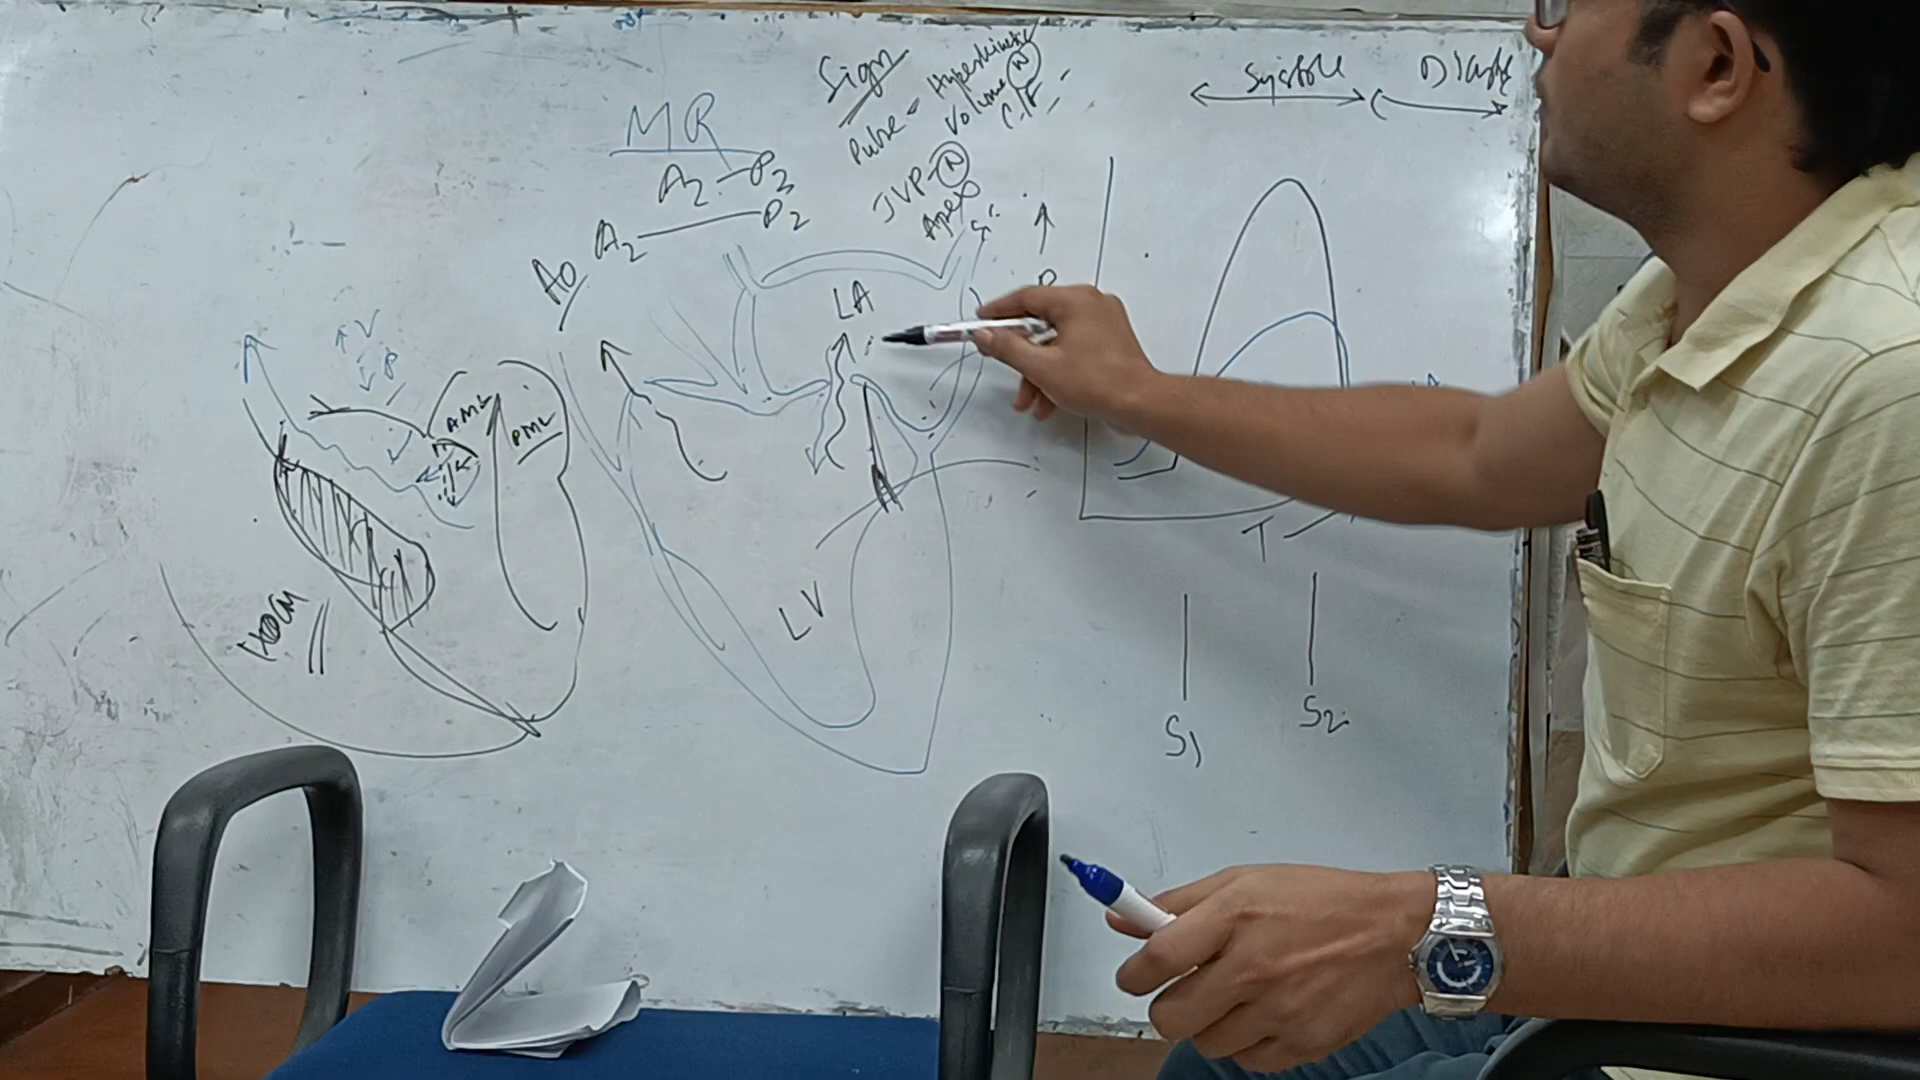 Sign
Pulse - Hyperkinetic
Volume (N)
C/F -
JVP - (N)
Apex
MR
A2 - P2
A2 — P2
Ao
LA
LV
↑ V
↓ P
AML
PML
HOCM
Systole
T
S1
S2